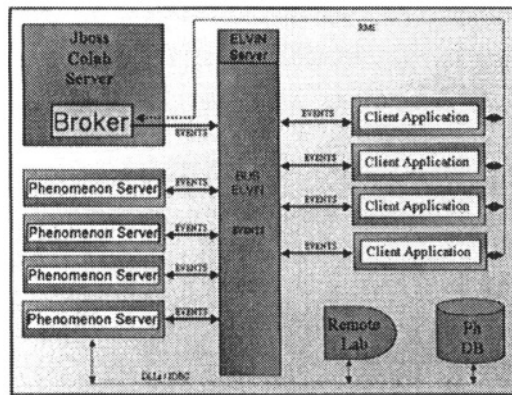 Jboss
Colab
Server
Broker
ELVIN
Server
RMI
EVENTS
BUS
ELVIN
EVENTS
Phenomenon Server
EVENTS
Phenomenon Server
EVENTS
Phenomenon Server
EVENTS
Phenomenon Server
EVENTS
EVENTS
Client Application
EVENTS
Client Application
EVENTS
Client Application
EVENTS
Client Application
Remote
Lab
Ph
DB